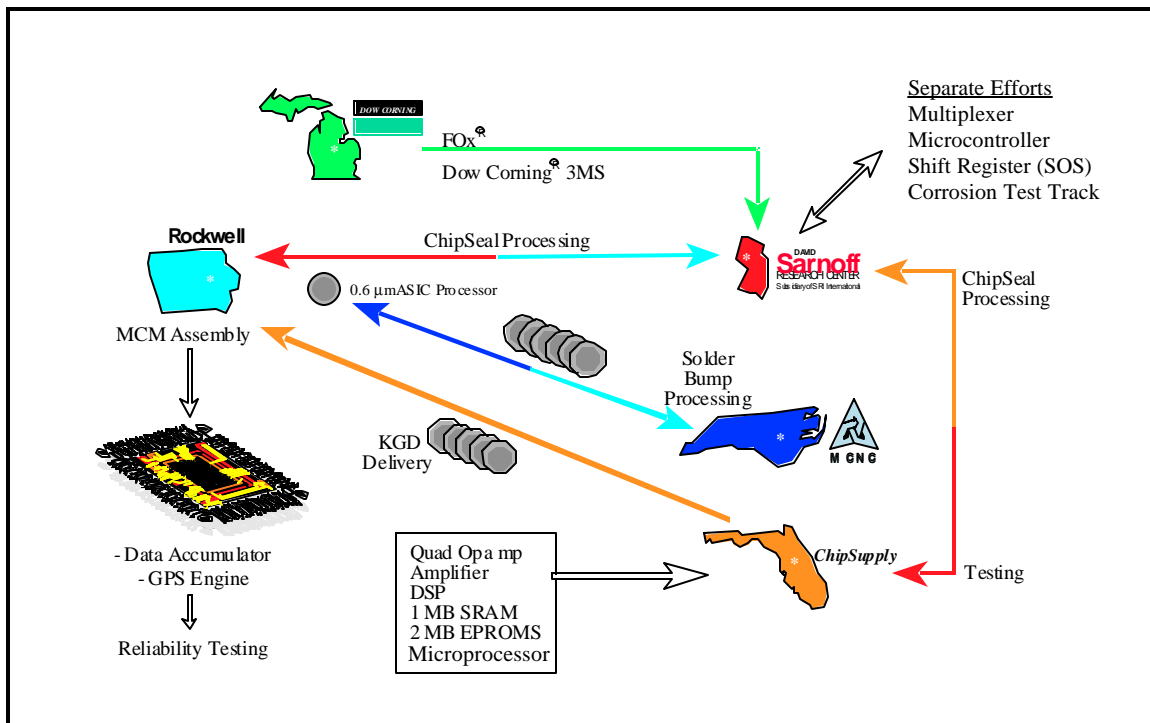 DOW CORNING
FOx®
Dow Corning® 3MS
Separate Efforts
Multiplexer
Microcontroller
Shift Register (SOS)
Corrosion Test Track
Rockwell
ChipSeal Processing
DAVID
Sarnoff
RESEARCH CENTER
Subsidiary of SRI International
ChipSeal
Processing
0.6 µm ASIC Processor
MCM Assembly
Solder
Bump
Processing
MCNC
KGD
Delivery
- Data Accumulator
- GPS Engine
Reliability Testing
Quad Opamp
Amplifier
DSP
1 MB SRAM
2 MB EPROMS
Microprocessor
ChipSupply
Testing